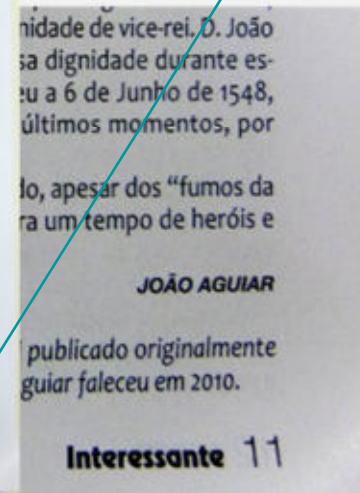 nidade de vice-rei. D. João
sa dignidade durante es-
eu a 6 de Junho de 1548,
últimos momentos, por
do, apesar dos “fumos da
ra um tempo de heróis e
JOÃO AGUIAR
publicado originalmente
guiar faleceu em 2010.
Interessante 11